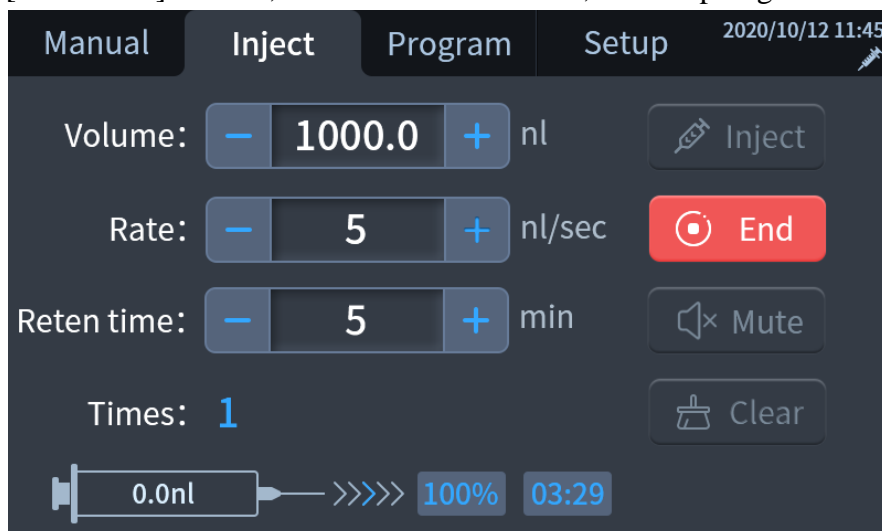 Manual Inject Program Setup 2020/10/12 11:45
Volume: − 1000.0 + nl Inject
Rate: − 5 + nl/sec End
Reten time: − 5 + min Mute
Times: 1 Clear
0.0nl 100% 03:29